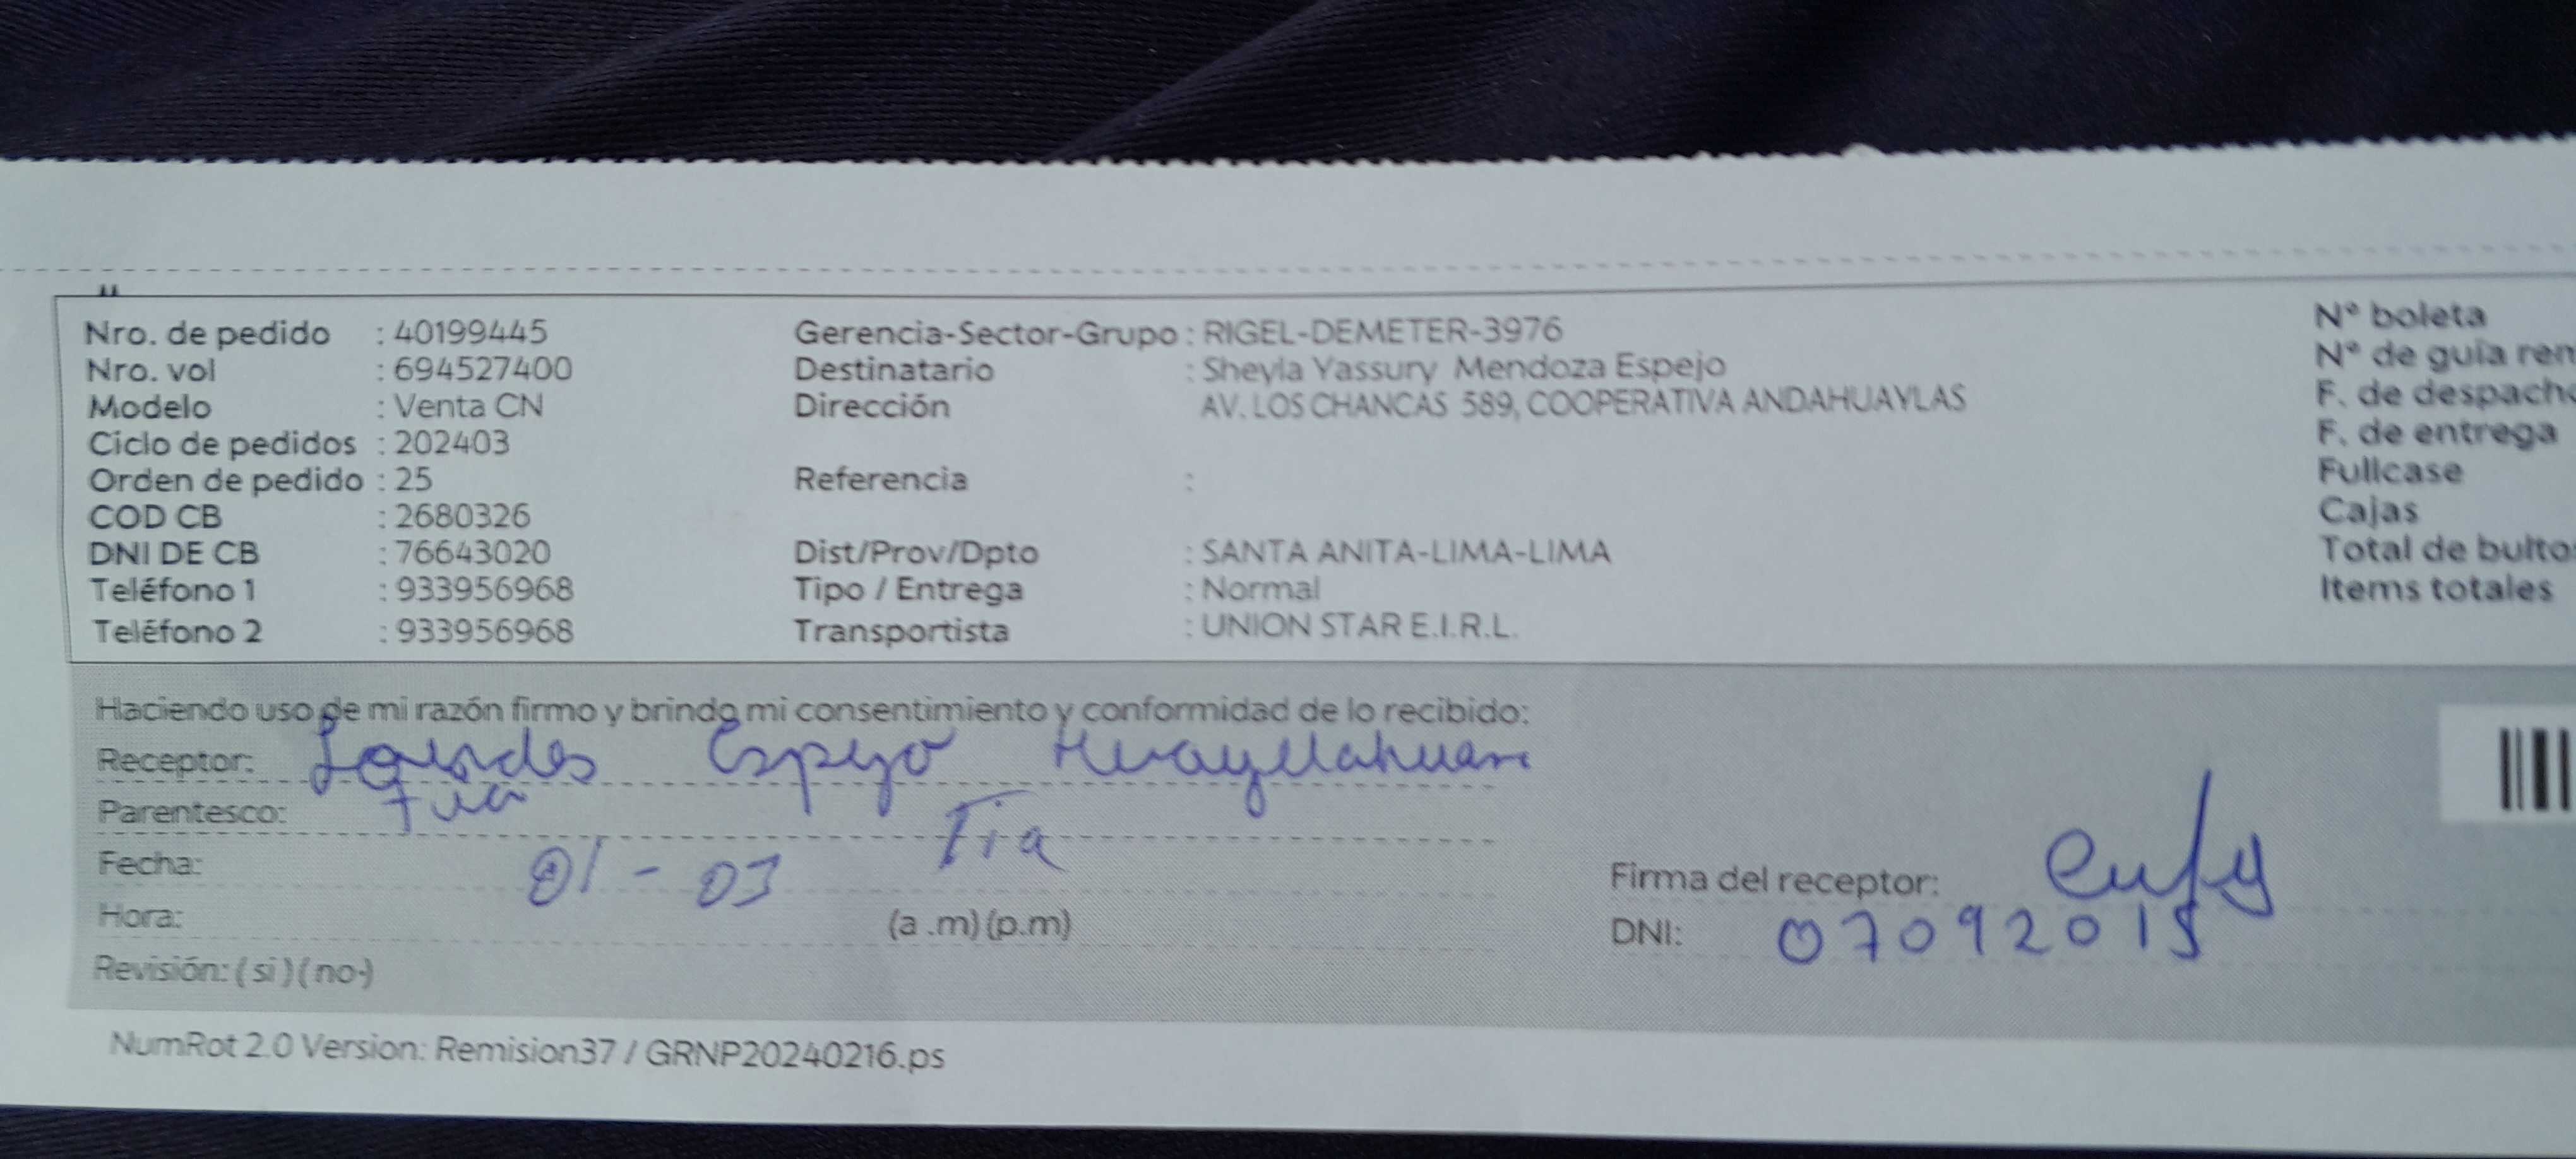 Nro. de pedido : 40199445 Gerencia-Sector-Grupo : RIGEL-DEMETER-3976 N° boleta
Nro. vol : 694527400 Destinatario : Sheyla Yassury Mendoza Espejo N° de guía rem
Modelo : Venta CN Dirección AV. LOS CHANCAS 589, COOPERATIVA ANDAHUAYLAS F. de despacho
Ciclo de pedidos : 202403 F. de entrega
Orden de pedido : 25 Referencia : Fullcase
COD CB : 2680326 Cajas
DNI DE CB : 76643020 Dist/Prov/Dpto : SANTA ANITA-LIMA-LIMA Total de bultos
Teléfono 1 : 933956968 Tipo / Entrega : Normal Items totales
Teléfono 2 : 933956968 Transportista : UNION STAR E.I.R.L.
Haciendo uso de mi razón firmo y brindo mi consentimiento y conformidad de lo recibido:
Receptor: Lourdes Espejo
Parentesco: Tia
Tia
Fecha: 01 - 03
Firma del receptor:
Hora: (a .m) (p.m)
DNI: 07092015
Revisión: ( si ) ( no )
NumRot 2.0 Version: Remision37 / GRNP20240216.ps